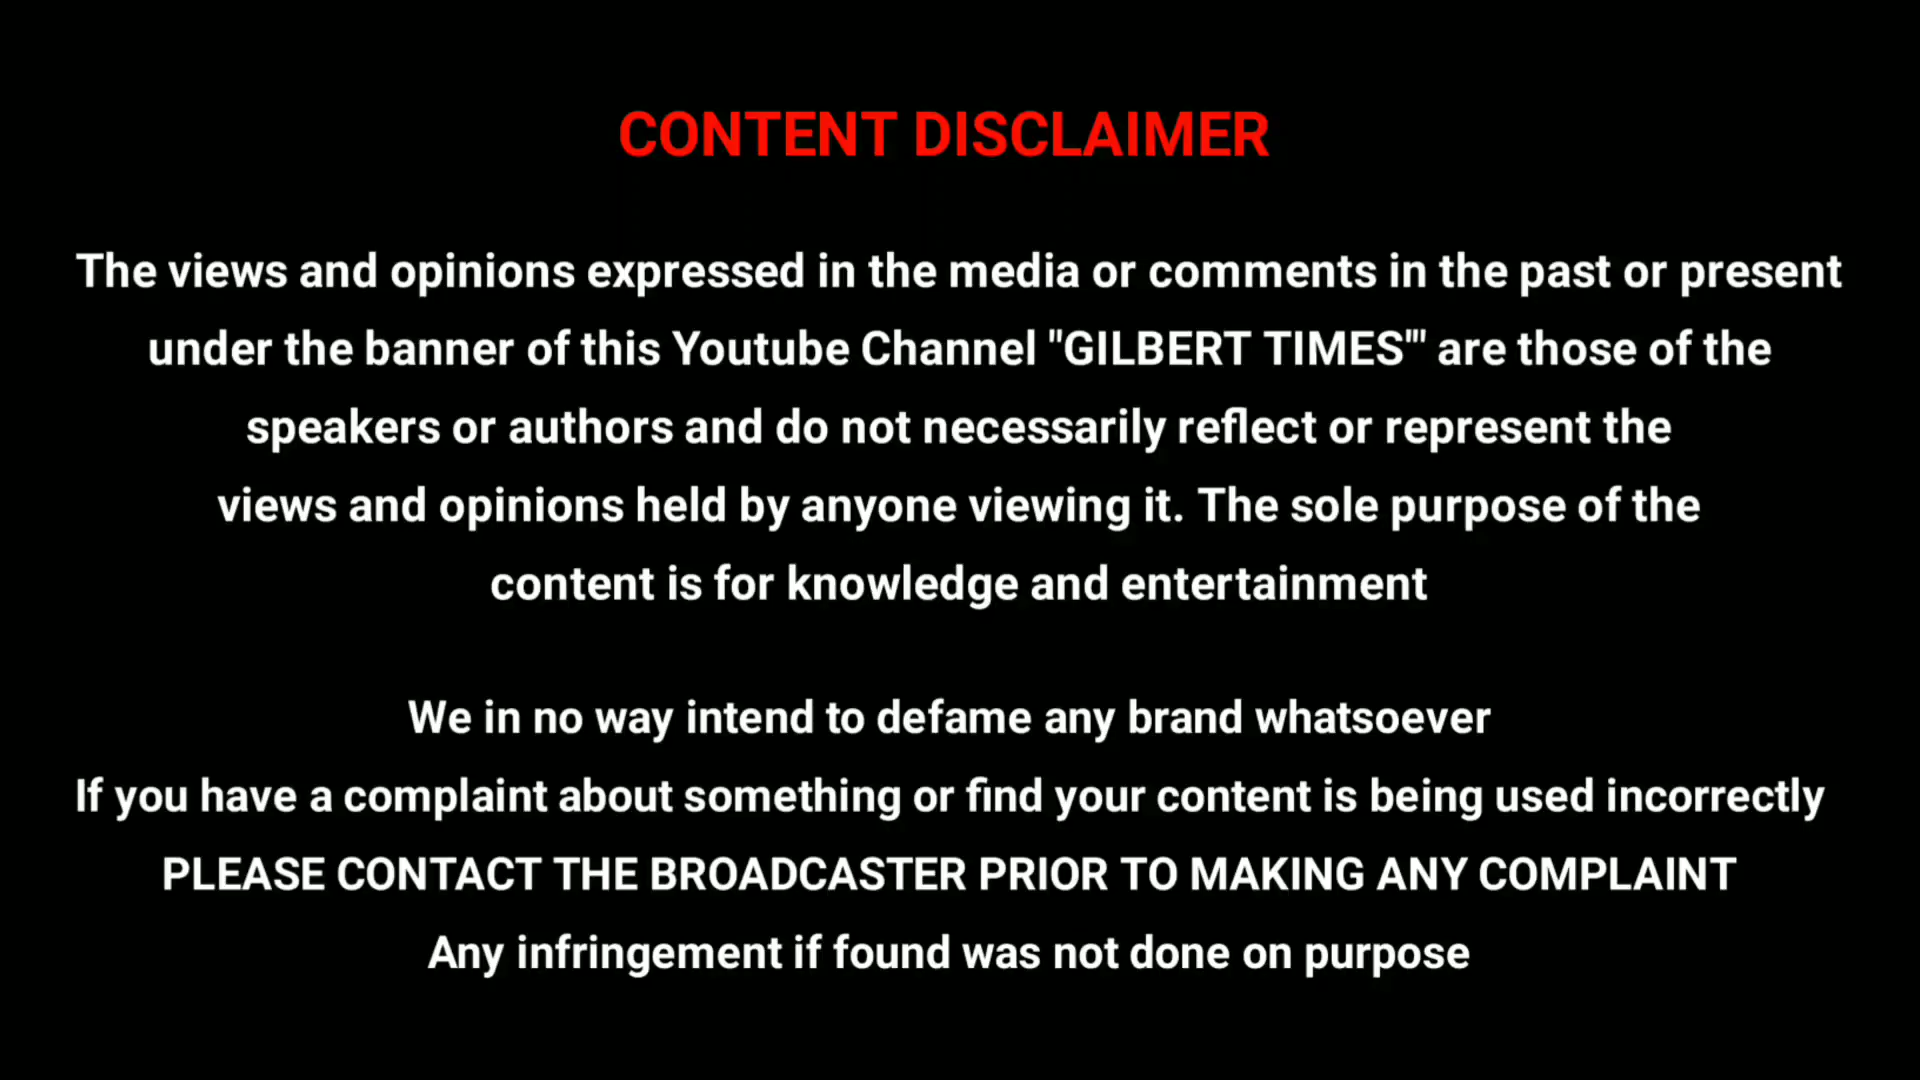 CONTENT DISCLAIMER
The views and opinions expressed in the media or comments in the past or present
under the banner of this Youtube Channel "GILBERT TIMES"' are those of the
speakers or authors and do not necessarily reflect or represent the
views and opinions held by anyone viewing it. The sole purpose of the
content is for knowledge and entertainment
We in no way intend to defame any brand whatsoever
If you have a complaint about something or find your content is being used incorrectly
PLEASE CONTACT THE BROADCASTER PRIOR TO MAKING ANY COMPLAINT
Any infringement if found was not done on purpose